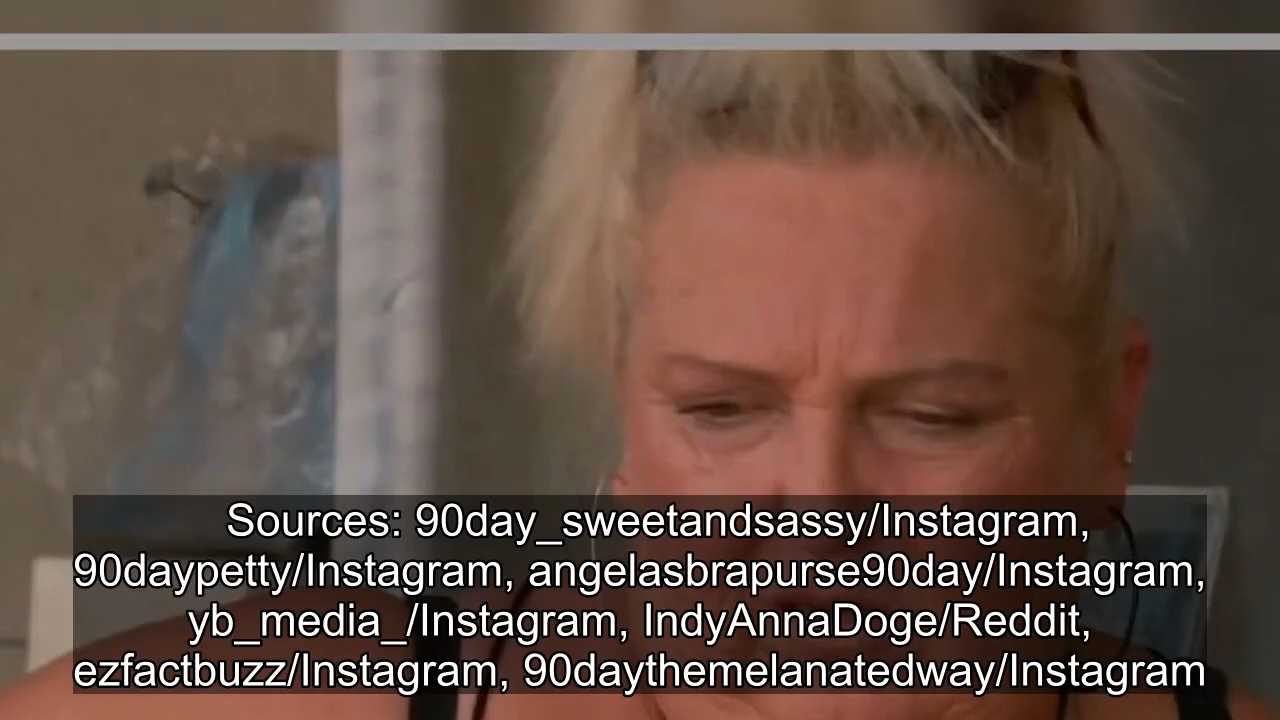 Sources: 90day_sweetandsassy/Instagram,
90daypetty/Instagram, angelasbrapurse90day/Instagram,
yb_media_/Instagram, IndyAnnaDoge/Reddit,
ezfactbuzz/Instagram, 90daythemelanatedway/Instagram